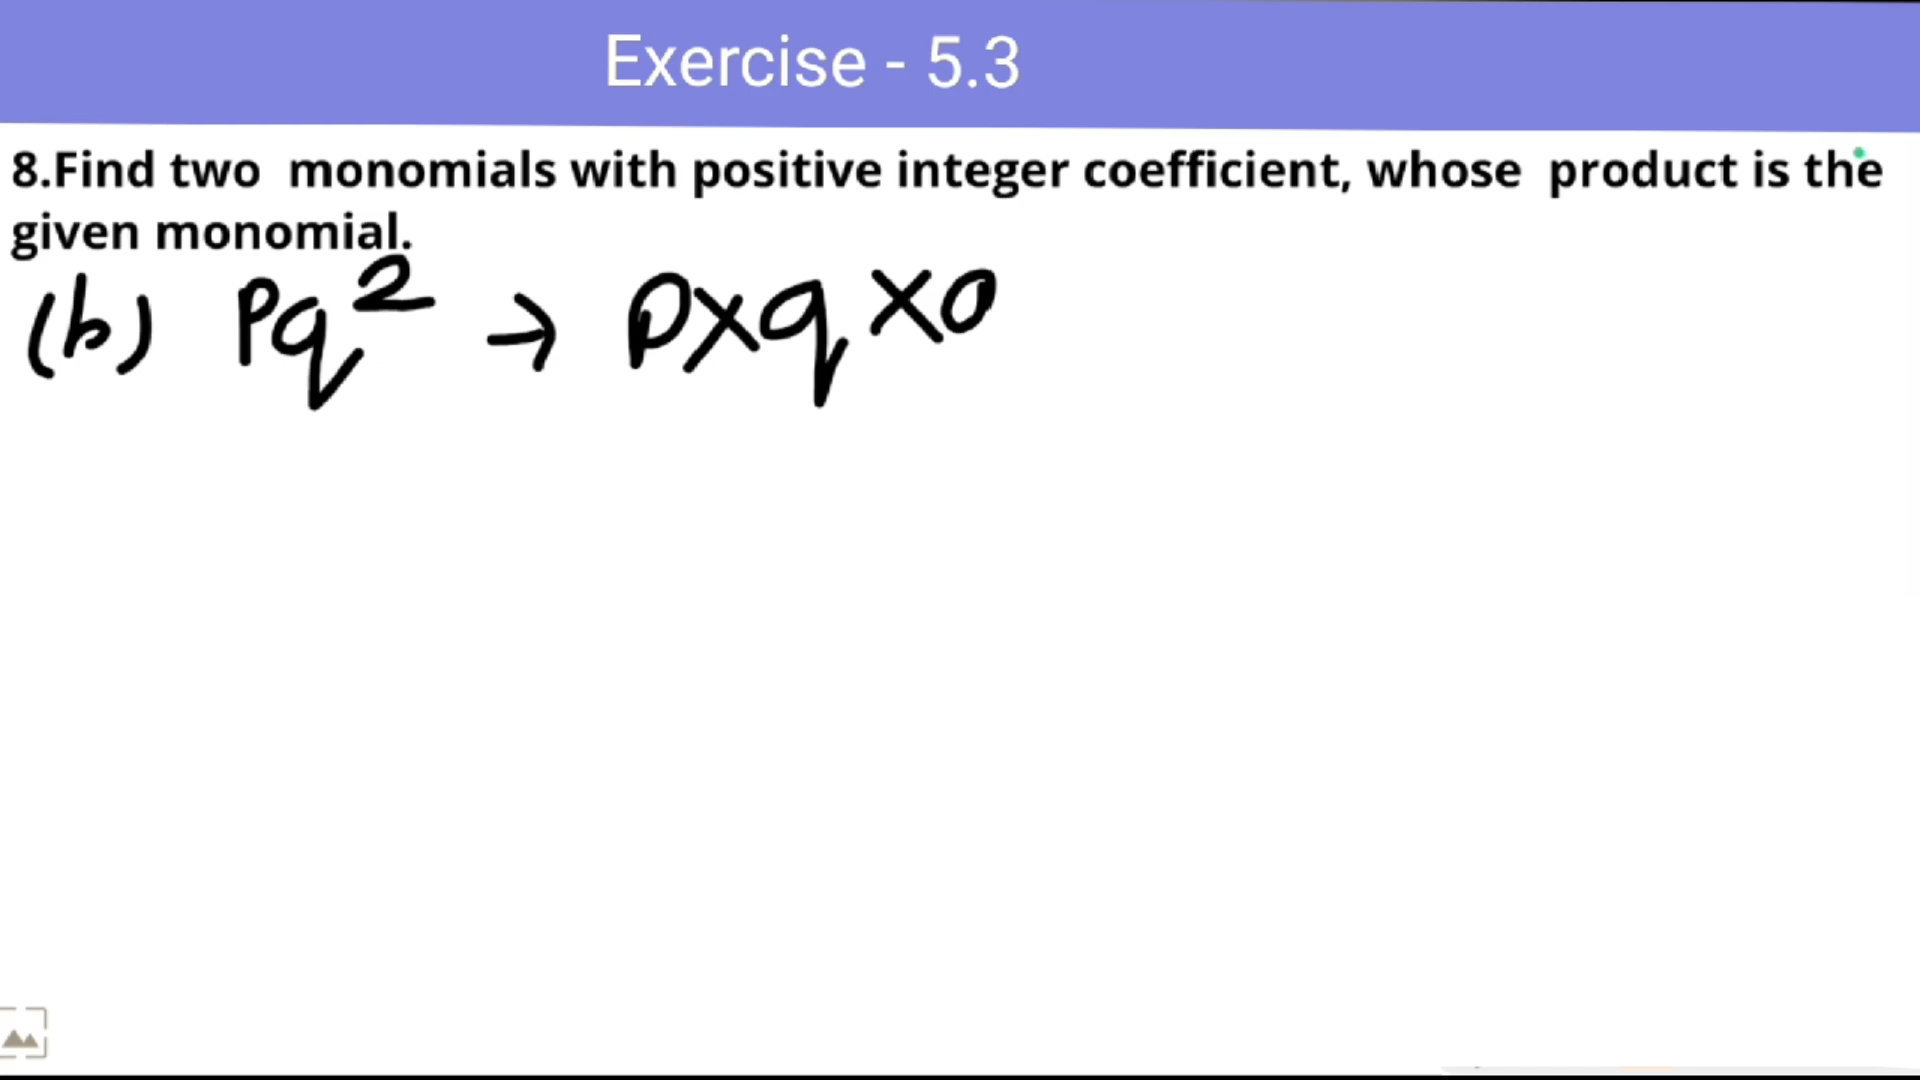 Exercise - 5.3
8.Find two monomials with positive integer coefficient, whose product is the
given monomial.
(b) Pq² → p×q×